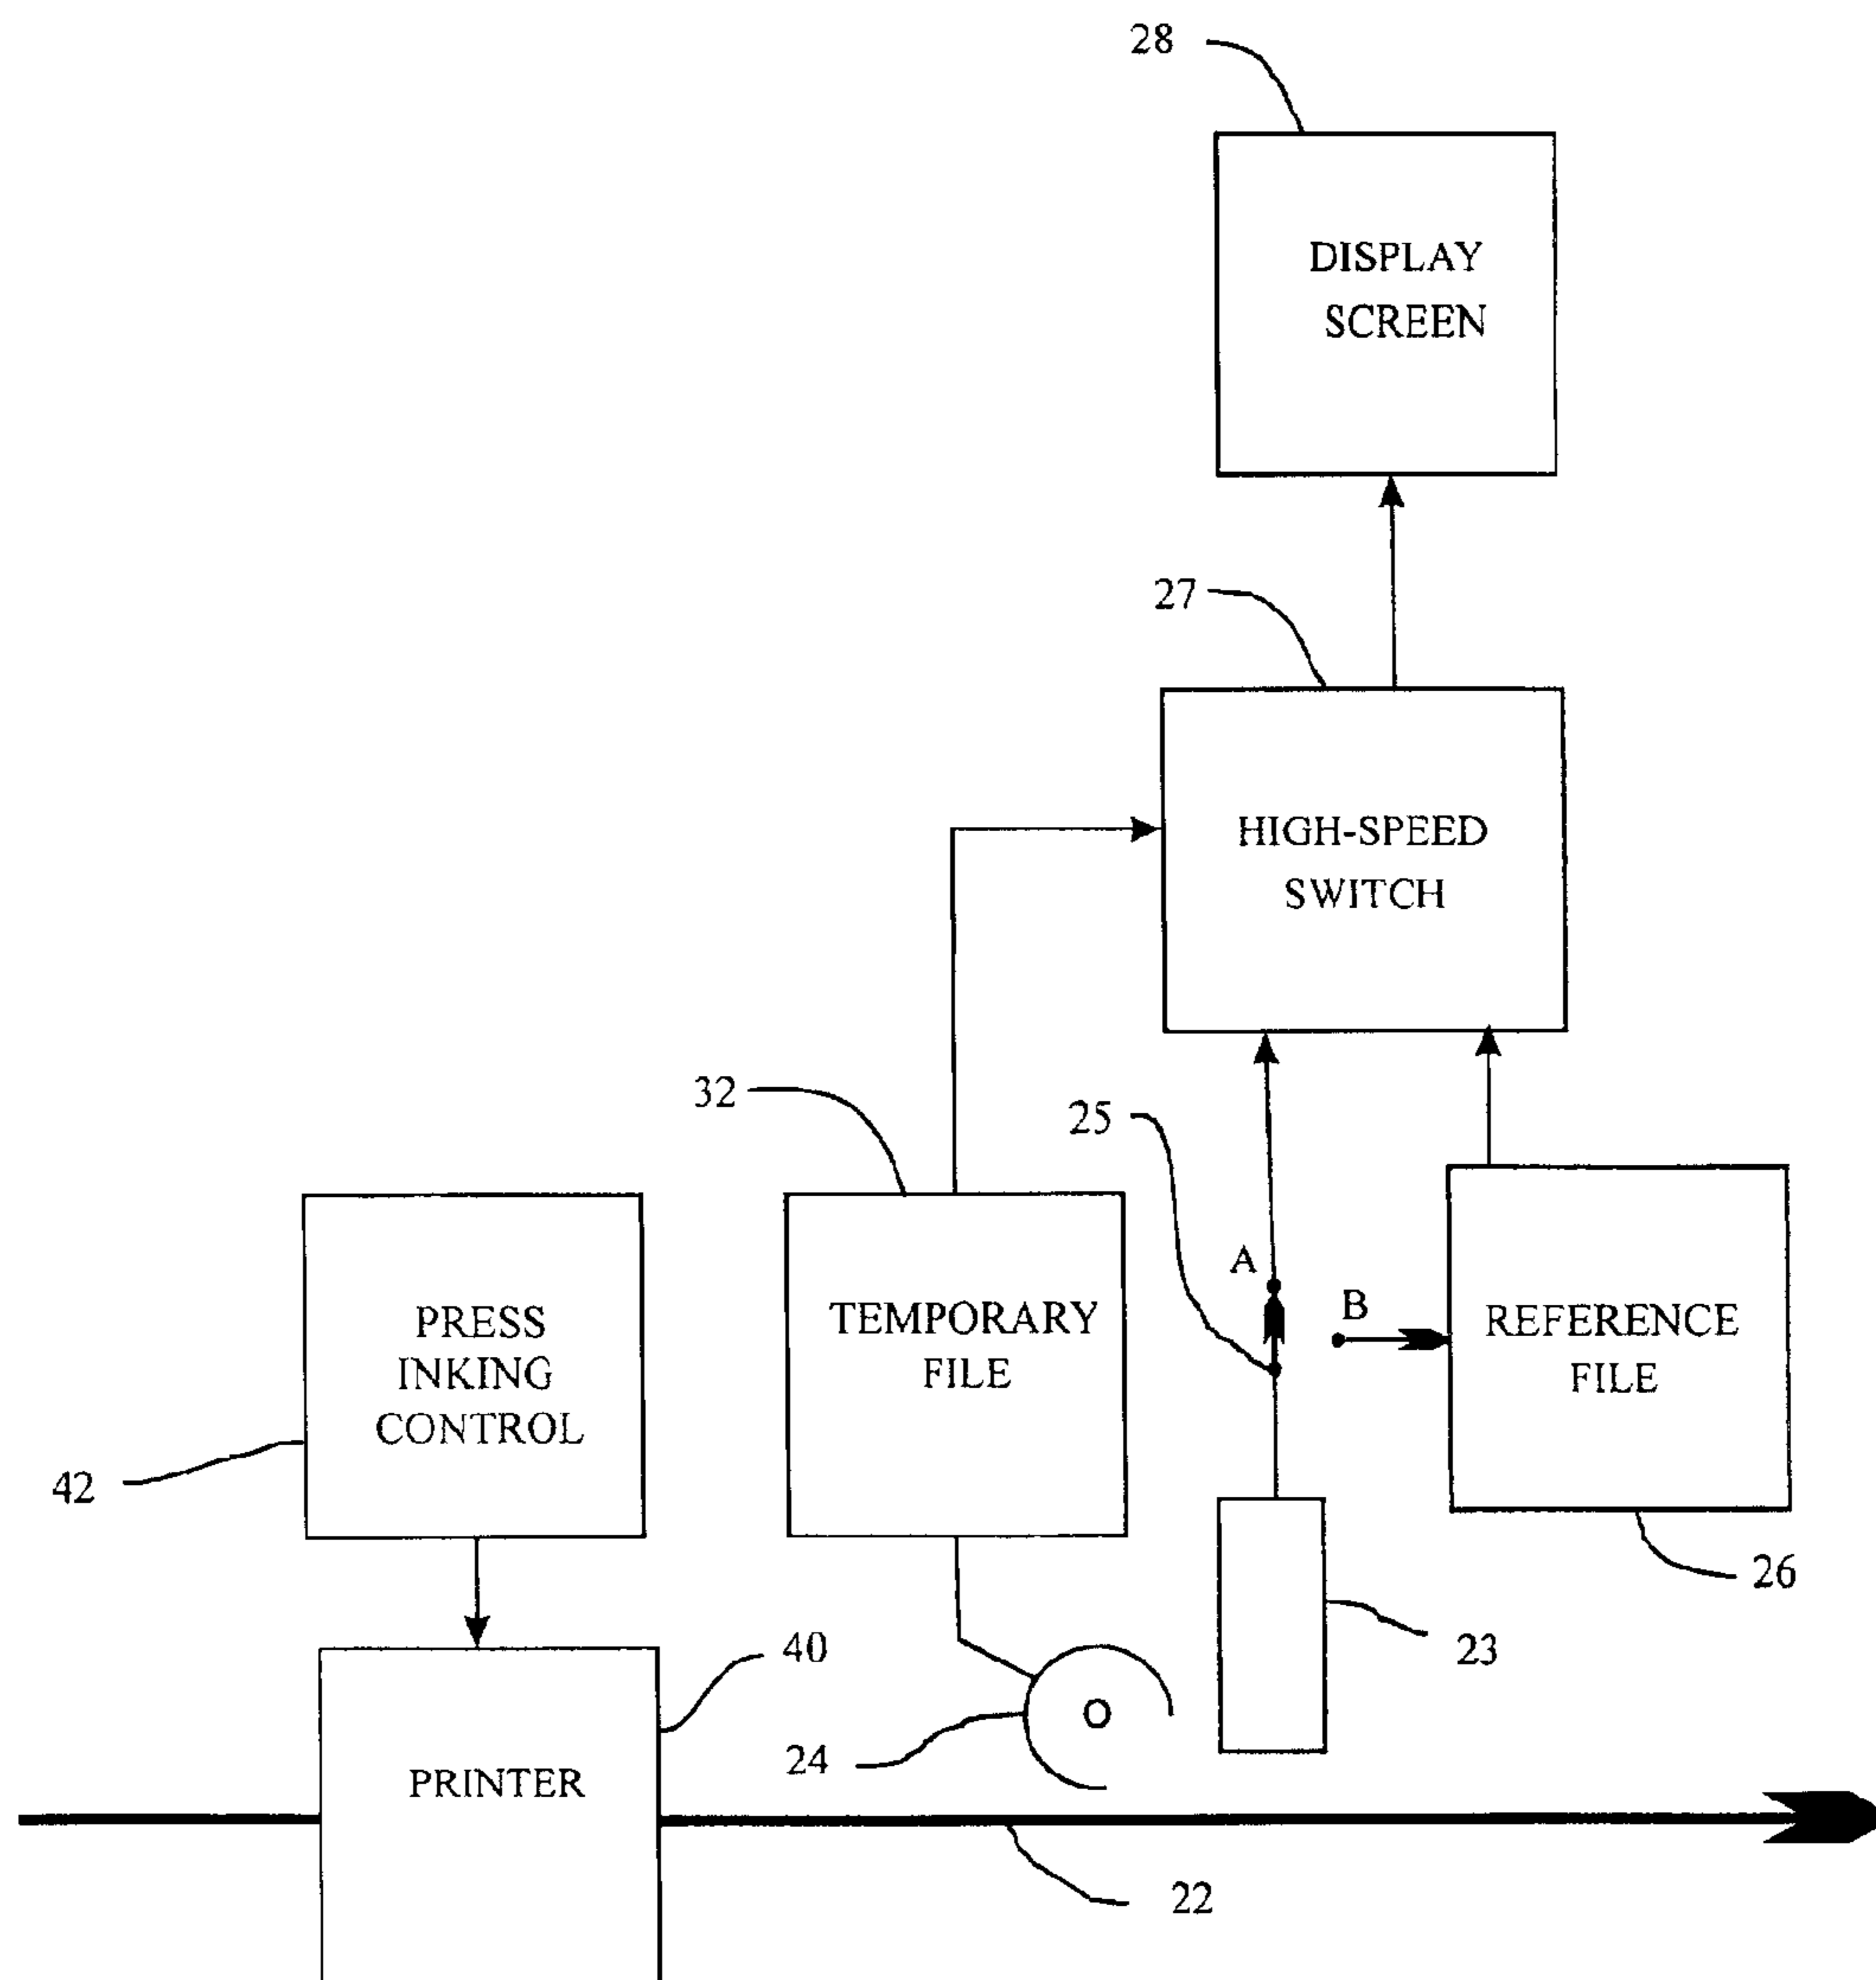 28
DISPLAY
SCREEN
27
HIGH-SPEED
SWITCH
32
25
A
B
PRESS
INKING
CONTROL
TEMPORARY
FILE
REFERENCE
FILE
42
26
40
23
24
PRINTER
22